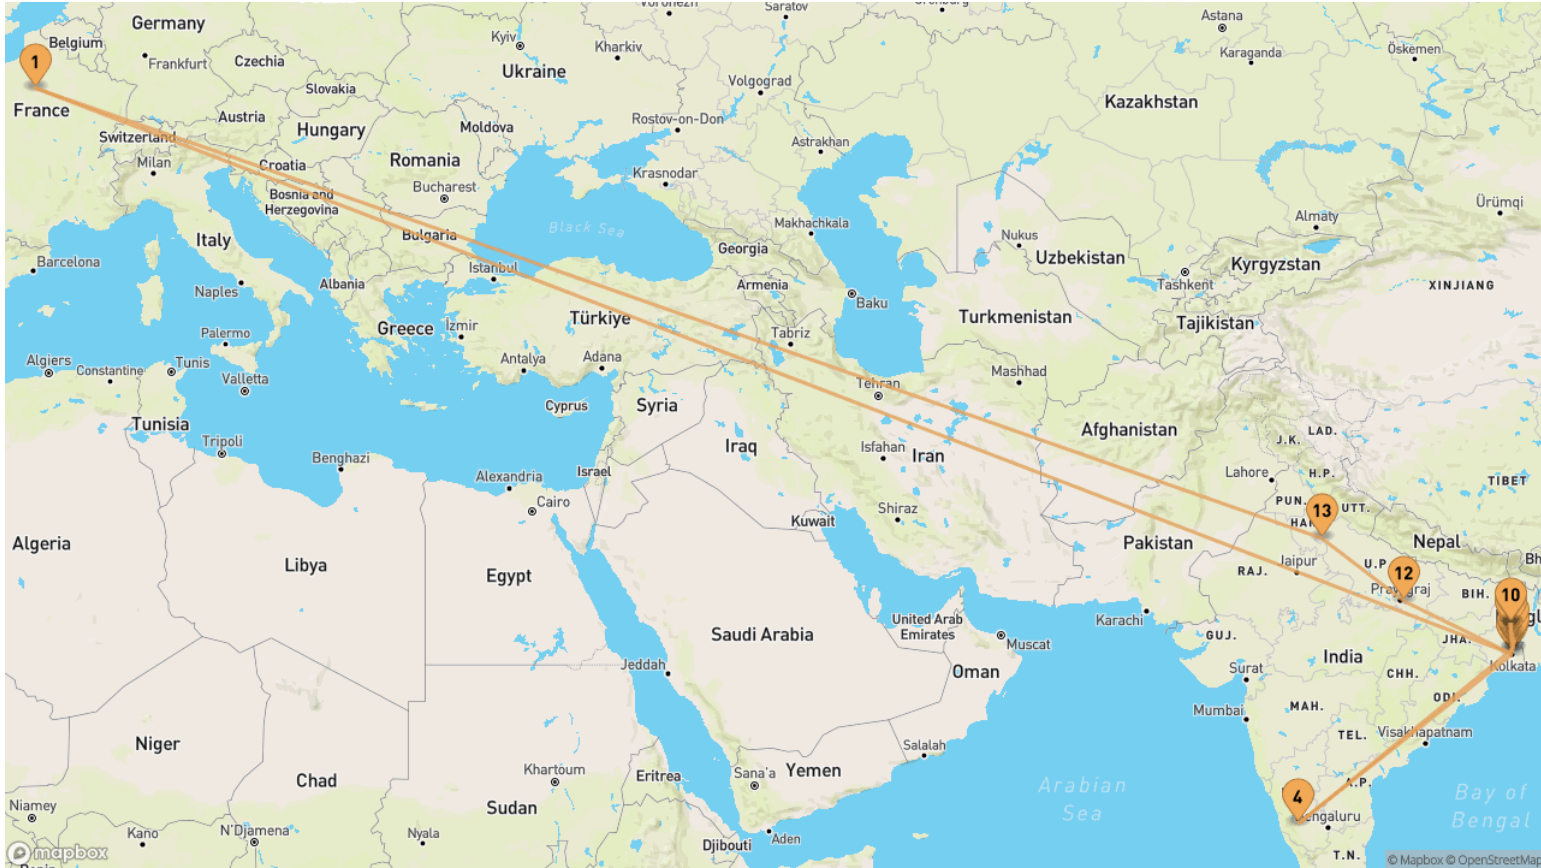 Germany
Belgium
Frankfurt
Czechia
Kyiv
Kharkiv
Saratov
Astana
Karaganda
Öskemen
1
Ukraine
Volgograd
Slovakia
Kazakhstan
France
Austria
Hungary
Moldova
Rostov-on-Don
Switzerland
Milan
Croatia
Romania
Astrakhan
Bosnia and
Herzegovina
Bucharest
Krasnodar
Ürümqi
Italy
Bulgaria
Black Sea
Makhachkala
Nukus
Almaty
Barcelona
Georgia
Uzbekistan
Kyrgyzstan
Istanbul
Albania
Armenia
Tashkent
XINJIANG
Naples
Baku
Greece
İzmir
Türkiye
Turkmenistan
Tajikistan
Palermo
Tabriz
Algiers
Tunis
Constantine
Antalya
Adana
Mashhad
Valletta
Tehran
Cyprus
Syria
Tunisia
Afghanistan
LAD.
J.K.
Tripoli
Iraq
Isfahan
Iran
Benghazi
Alexandria
Israel
Lahore
H.P.
TIBET
Cairo
PUN.
UTT.
Shiraz
Kuwait
13
Algeria
Pakistan
Nepal
Libya
Egypt
Jaipur
U.P.
RAJ.
12
Prayagraj
BIH.
10
United Arab
Emirates
Karachi
Saudi Arabia
Muscat
GUJ.
JHA.
India
Jeddah
Oman
Surat
CHH.
Kolkata
ODI.
Mumbai
MAH.
Niger
Salalah
TEL.
Visakhapatnam
Chad
Khartoum
Eritrea
Sana'a
Yemen
Arabian
Sea
A.P.
Bay of
Bengal
Niamey
Sudan
4
Kano
N'Djamena
Nyala
Djibouti
Aden
Bengaluru
T.N.
mapbox
© Mapbox © OpenStreetMap